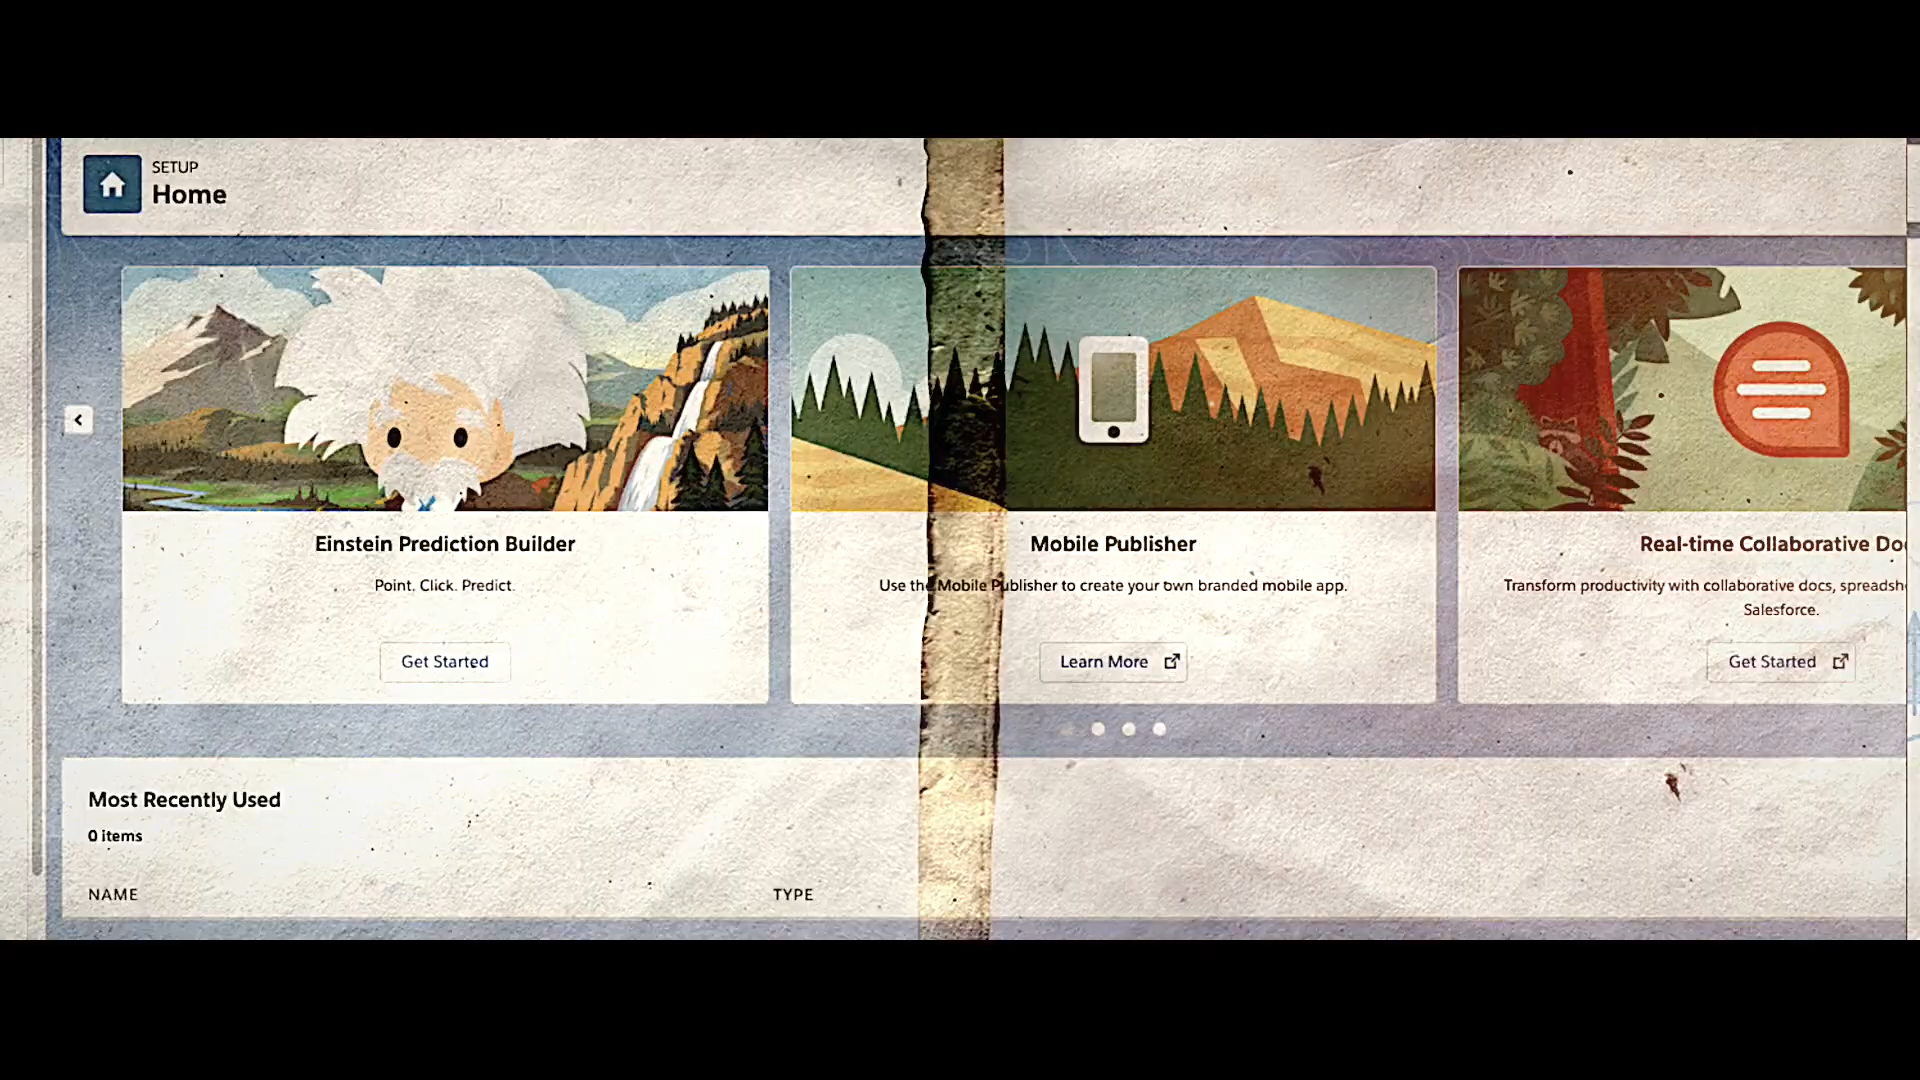 SETUP
Home
Einstein Prediction Builder
Point. Click. Predict.
Get Started
Mobile Publisher
Use the Mobile Publisher to create your own branded mobile app.
Learn More
Real-time Collaborative
Transform productivity with collaborative docs,
Salesforce.
Get Started
Most Recently Used
0 items
NAME
TYPE